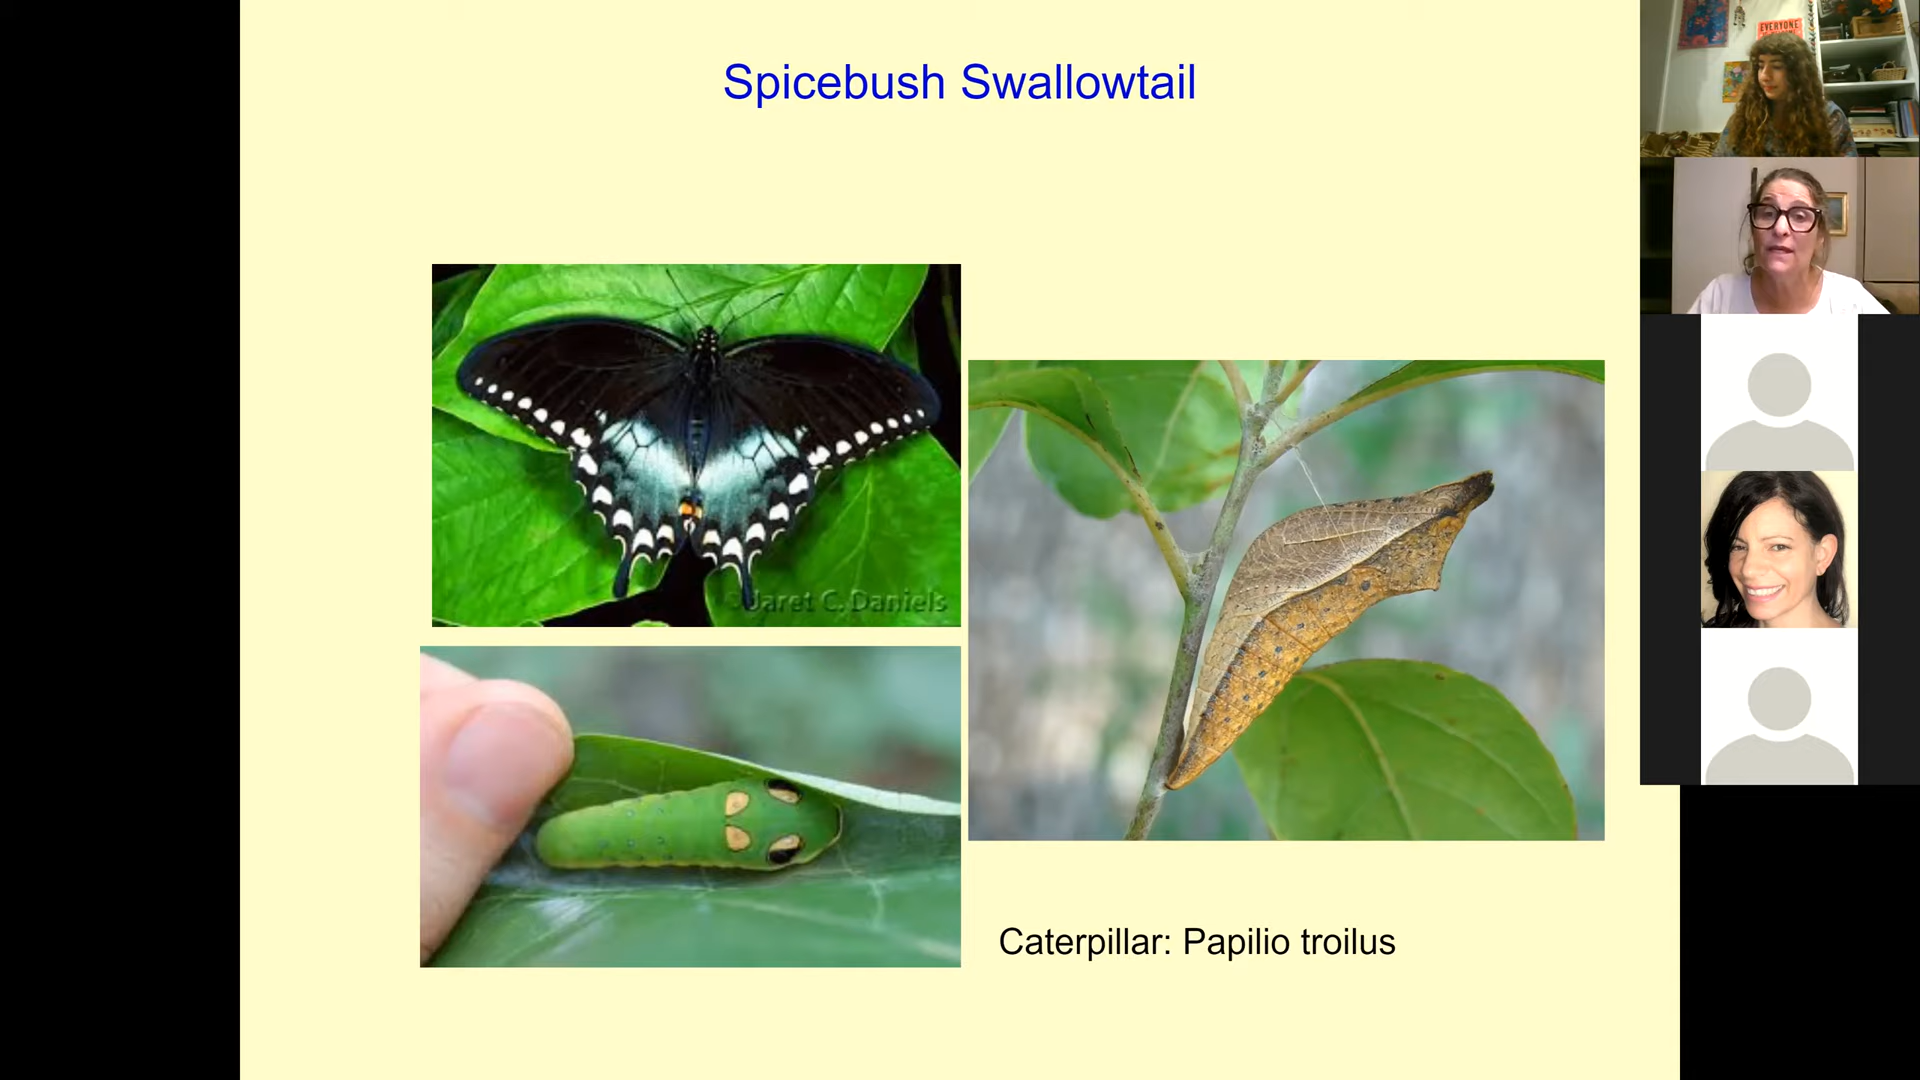 Spicebush Swallowtail
EVERYONE
Jaret C. Daniels
Caterpillar: Papilio troilus